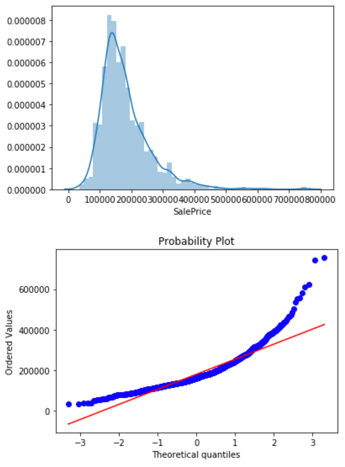 0.000008
0.000007
0.000006
0.000005
0.000004
0.000003
0.000002
0.000001
0.000000
0 100000 200000 300000 400000 500000 600000 700000 800000
SalePrice
Probability Plot
600000
400000
200000
0
Ordered Values
−3 −2 −1 0 1 2 3
Theoretical quantiles